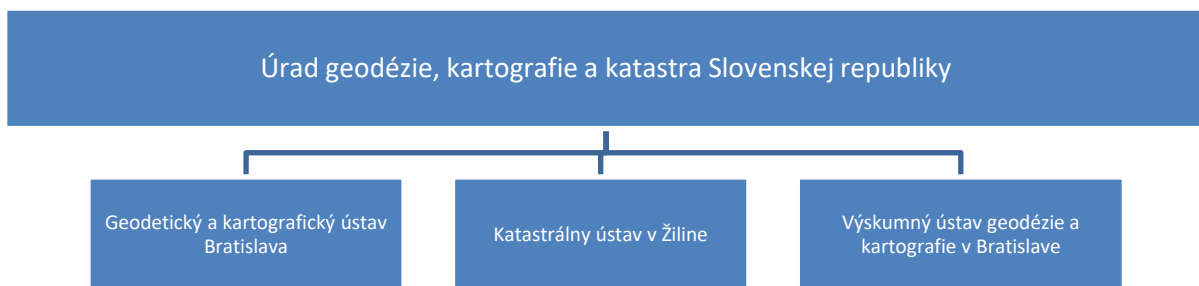 Úrad geodézie, kartografie a katastra Slovenskej republiky
Geodetický a kartografický ústav
Bratislava
Katastrálny ústav v Žiline
Výskumný ústav geodézie a
kartografie v Bratislave